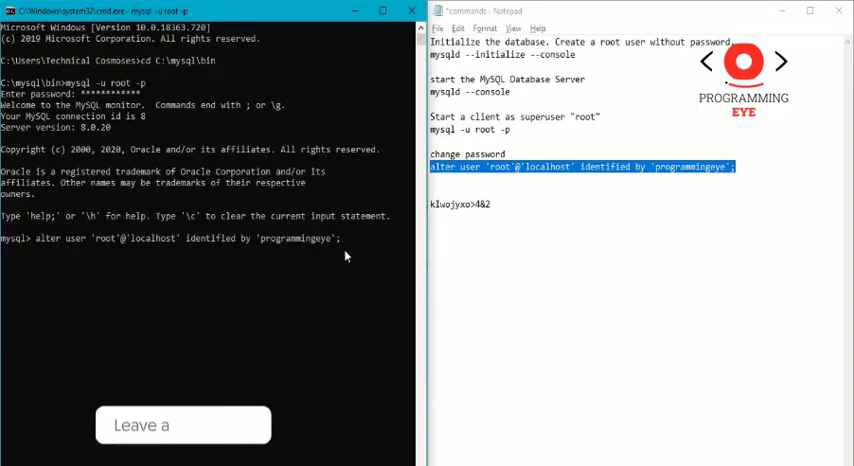 C:\Windows\system32\cmd.exe - mysql -u root -p
Microsoft Windows [Version 10.0.18363.720]
(c) 2019 Microsoft Corporation. All rights reserved.
C:\Users\Technical Cosmoses>cd C:\mysql\bin
C:\mysql\bin>mysql -u root -p
Enter password: ************
Welcome to the MySQL monitor.  Commands end with ; or \g.
Your MySQL connection id is 8
Server version: 8.0.20
Copyright (c) 2000, 2020, Oracle and/or its affiliates. All rights reserved.
Oracle is a registered trademark of Oracle Corporation and/or its
affiliates. Other names may be trademarks of their respective
owners.
Type 'help;' or '\h' for help. Type '\c' to clear the current input statement.
mysql> alter user 'root'@'localhost' identified by 'programmingeye';
Leave a
*commands - Notepad
File Edit Format View Help
Initialize the database. Create a root user without password.
mysqld --initialize --console
start the MySQL Database Server
mysqld --console
Start a client as superuser "root"
mysql -u root -p
change password
alter user 'root'@'localhost' identified by 'programmingeye';
kIwojyxo>4&2
PROGRAMMING
EYE